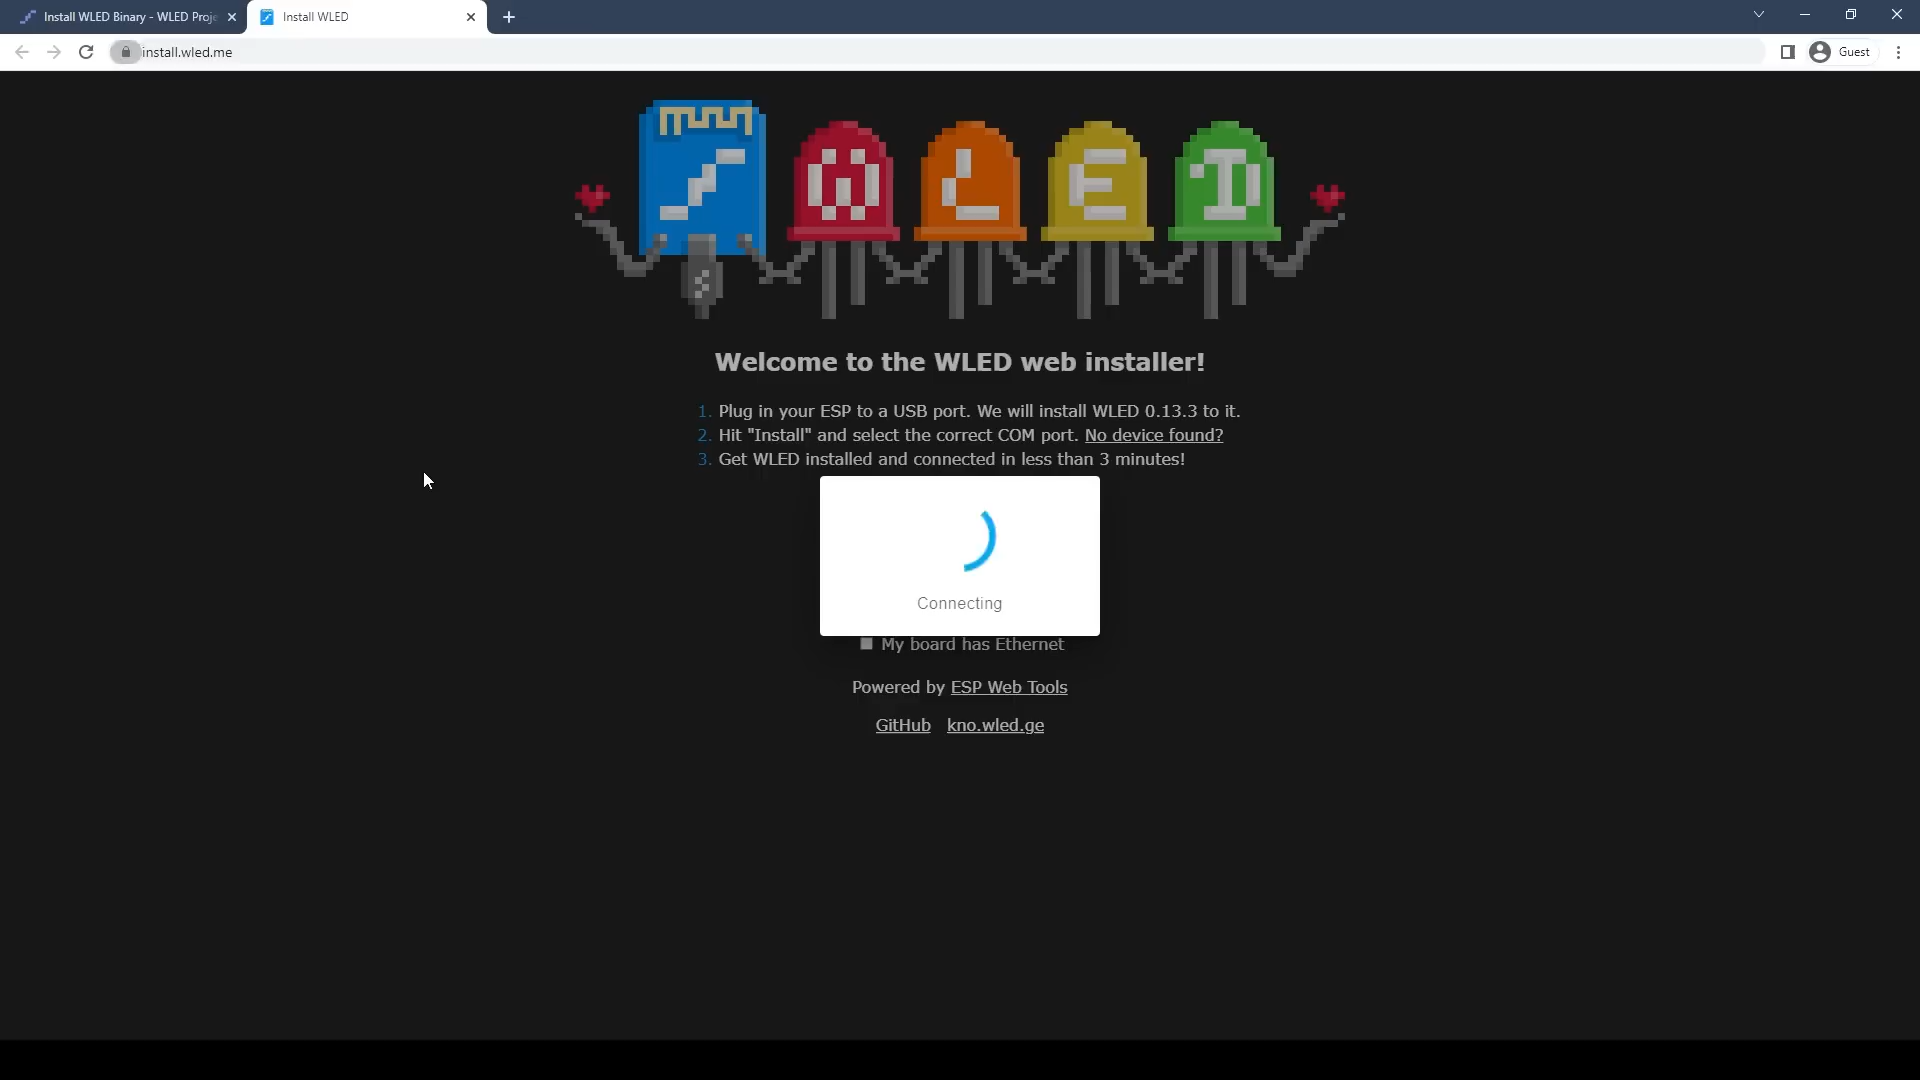 Install WLED Binary - WLED Proje
Install WLED
install.wled.me
Guest
W L E D
Welcome to the WLED web installer!
1. Plug in your ESP to a USB port. We will install WLED 0.13.3 to it.
2. Hit "Install" and select the correct COM port. No device found?
3. Get WLED installed and connected in less than 3 minutes!
Connecting
My board has Ethernet
Powered by ESP Web Tools
GitHub kno.wled.ge